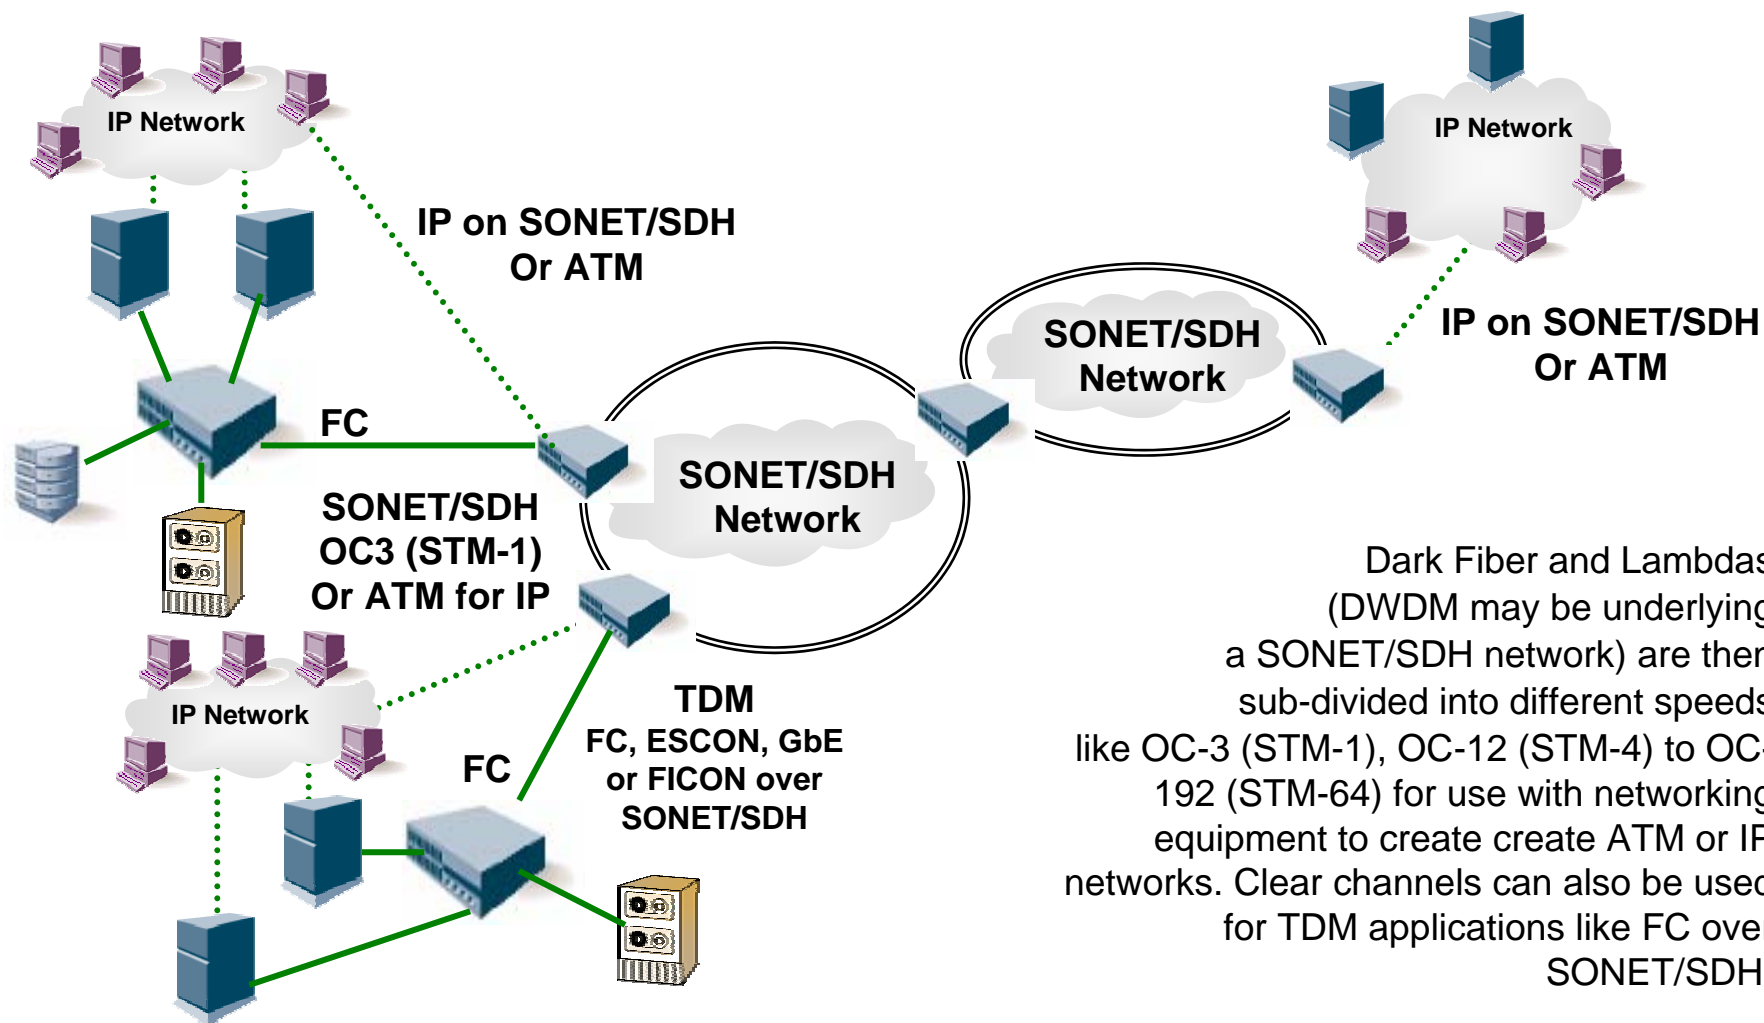 IP Network
IP Network
IP on SONET/SDH
Or ATM
SONET/SDH
Network
IP on SONET/SDH
Or ATM
FC
SONET/SDH
Network
SONET/SDH
OC3 (STM-1)
Or ATM for IP
IP Network
TDM
FC, ESCON, GbE
or FICON over
SONET/SDH
FC
Dark Fiber and Lambdas
(DWDM may be underlying
a SONET/SDH network) are then
sub-divided into different speeds
like OC-3 (STM-1), OC-12 (STM-4) to OC-
192 (STM-64) for use with networking
equipment to create create ATM or IP
networks. Clear channels can also be used
for TDM applications like FC over
SONET/SDH